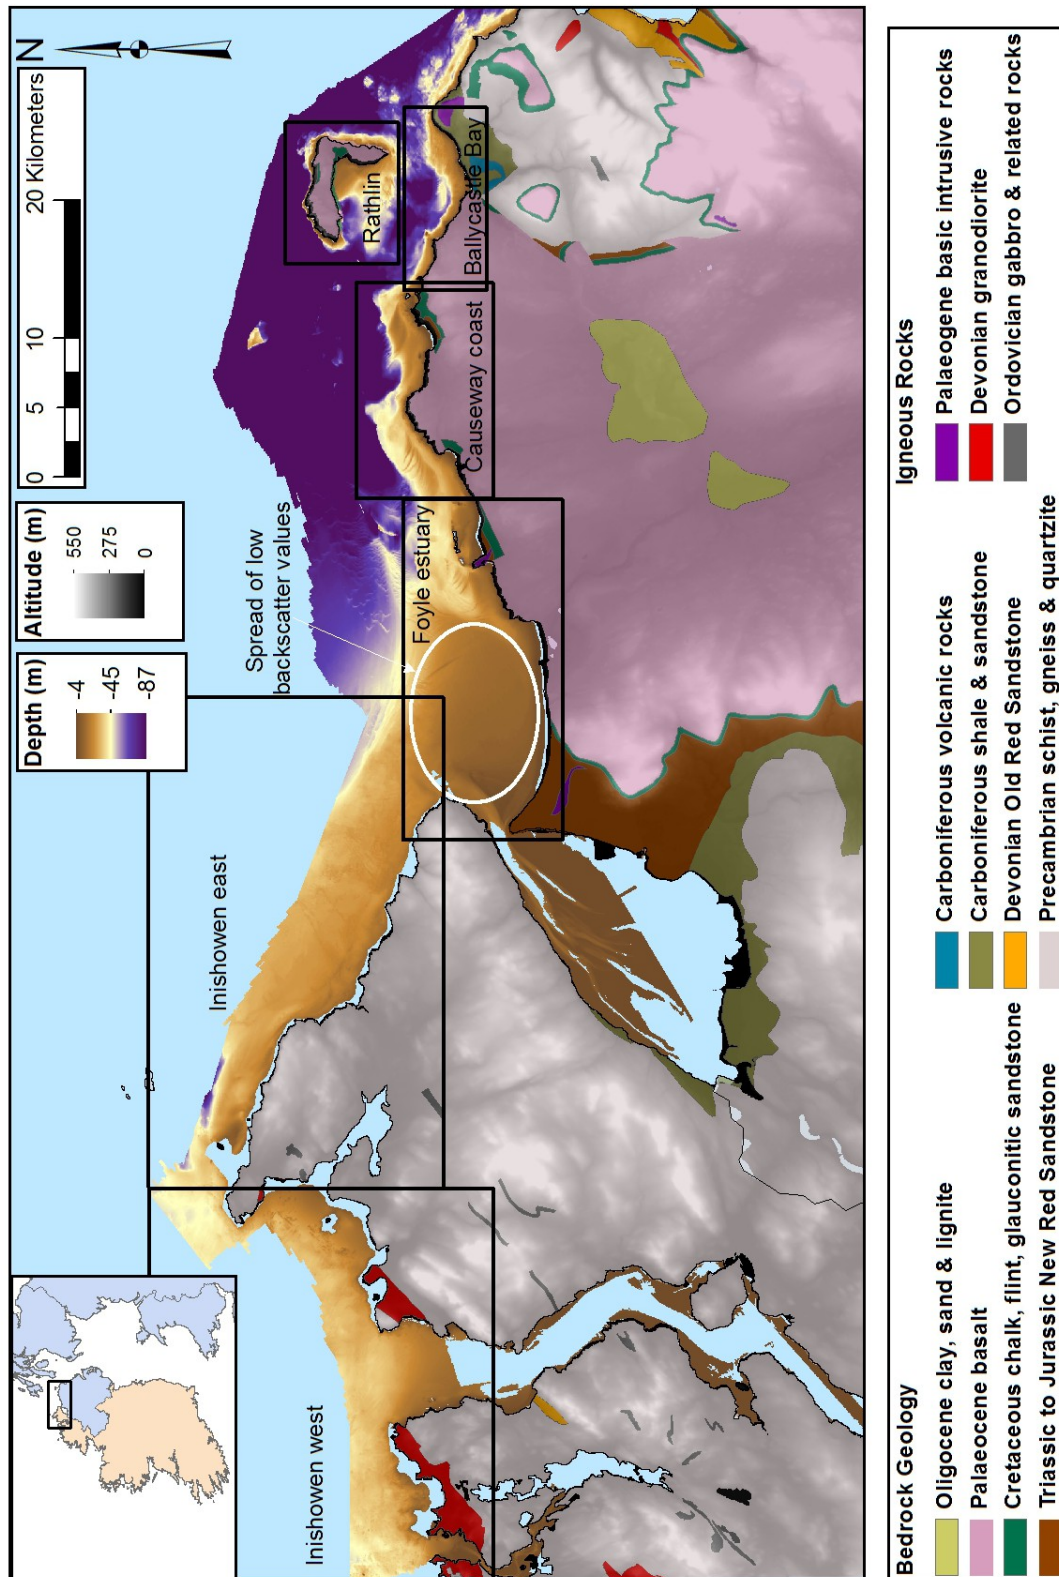 N
0 5 10 20 Kilometers
Altitude (m)
550
275
0
Depth (m)
-4
-45
-87
Spread of low
backscatter values
Inishowen west
Inishowen east
Foyle estuary
Causeway coast
Ballycastle Bay
Rathlin
Bedrock Geology
Oligocene clay, sand & lignite
Palaeocene basalt
Cretaceous chalk, flint, glauconitic sandstone
Triassic to Jurassic New Red Sandstone
Carboniferous volcanic rocks
Carboniferous shale & sandstone
Devonian Old Red Sandstone
Precambrian schist, gneiss & quartzite
Igneous Rocks
Palaeogene basic intrusive rocks
Devonian granodiorite
Ordovician gabbro & related rocks